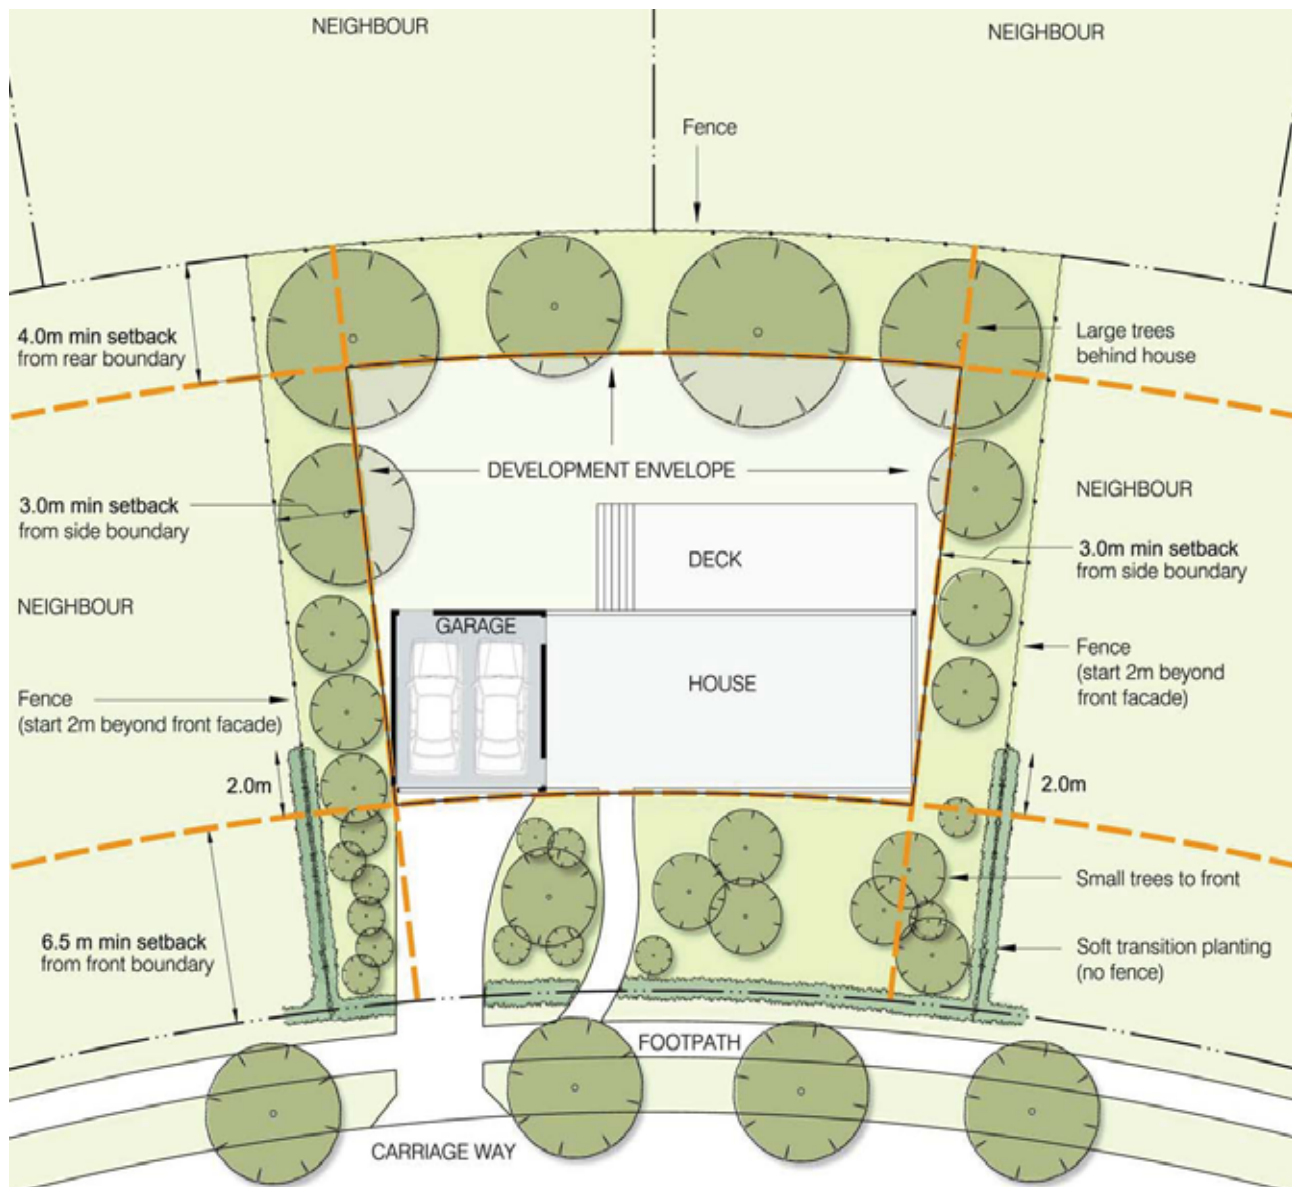 NEIGHBOUR
NEIGHBOUR
Fence
4.0m min setback
from rear boundary
Large trees
behind house
DEVELOPMENT ENVELOPE
3.0m min setback
from side boundary
NEIGHBOUR
3.0m min setback
from side boundary
DECK
NEIGHBOUR
GARAGE
HOUSE
Fence
(start 2m beyond
front facade)
Fence
(start 2m beyond front facade)
2.0m
2.0m
Small trees to front
6.5 m min setback
from front boundary
Soft transition planting
(no fence)
FOOTPATH
CARRIAGE WAY